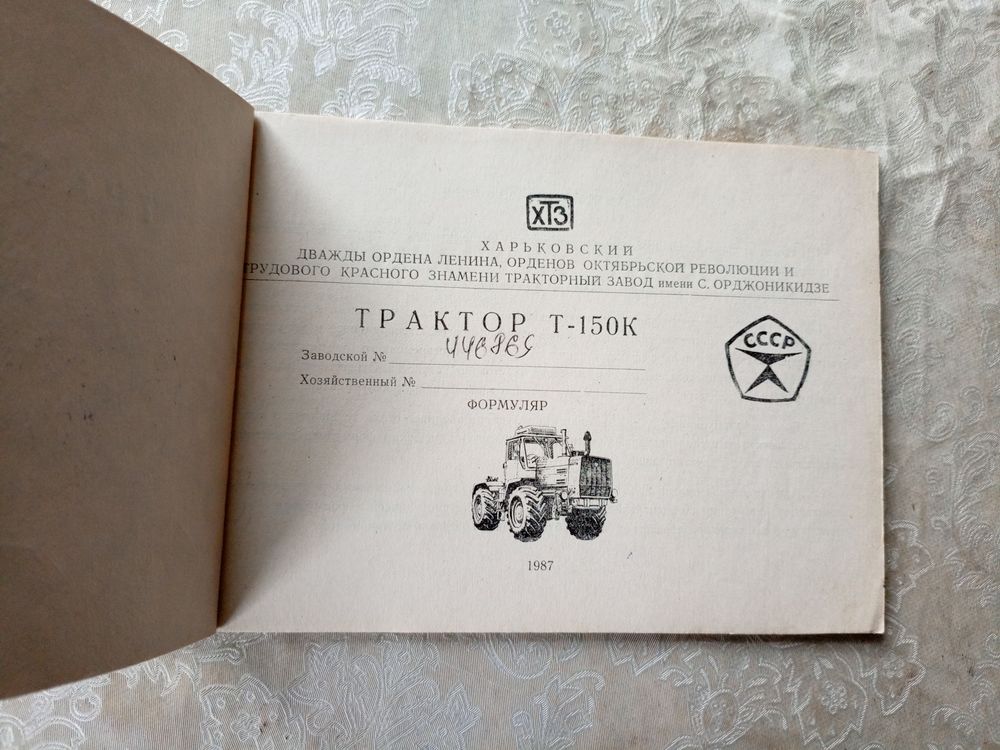 ХТЗ
ХАРЬКОВСКИЙ
ДВАЖДЫ ОРДЕНА ЛЕНИНА, ОРДЕНОВ ОКТЯБРЬСКОЙ РЕВОЛЮЦИИ И
ТРУДОВОГО КРАСНОГО ЗНАМЕНИ ТРАКТОРНЫЙ ЗАВОД имени С. ОРДЖОНИКИДЗЕ
ТРАКТОР Т-150К
СССР
Заводской №
Хозяйственный №
ФОРМУЛЯР
1987